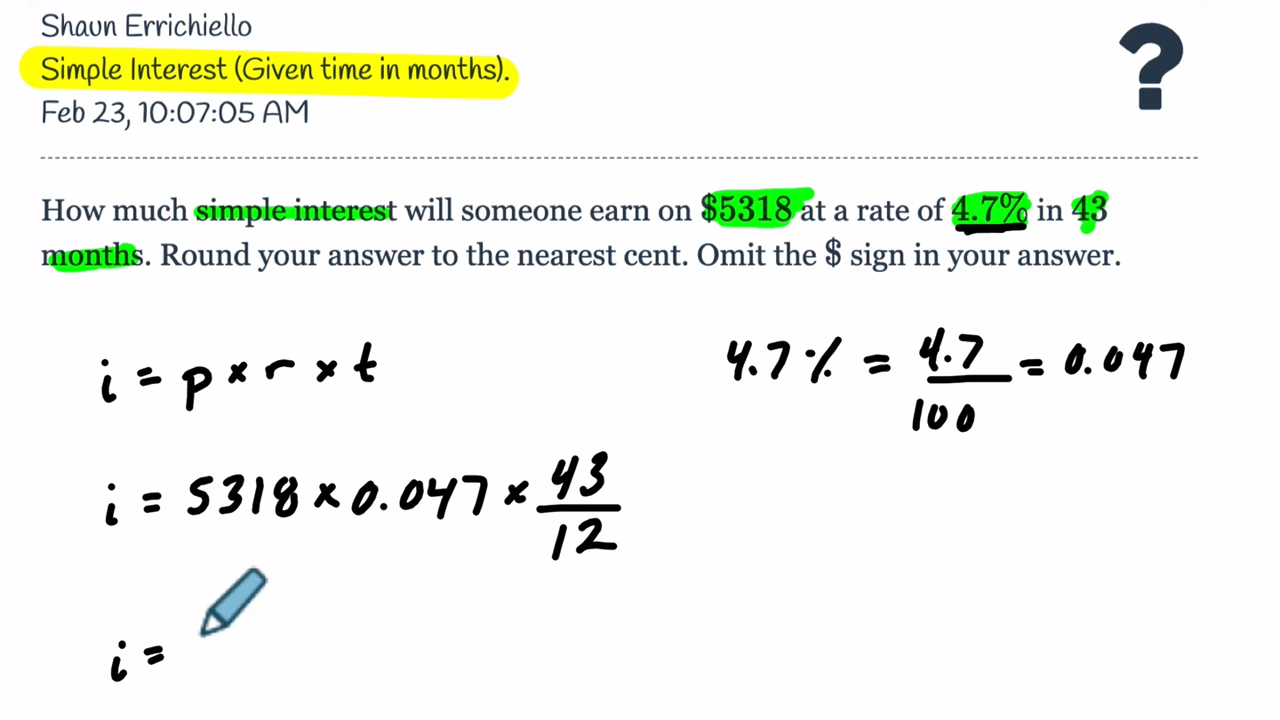 Shaun Errichiello
Simple Interest (Given time in months).
Feb 23, 10:07:05 AM
?
How much simple interest will someone earn on $5318 at a rate of 4.7% in 43
months. Round your answer to the nearest cent. Omit the $ sign in your answer.
i = p × r × t
4.7% = 4.7/100 = 0.047
i = 5318 × 0.047 × 43/12
i =